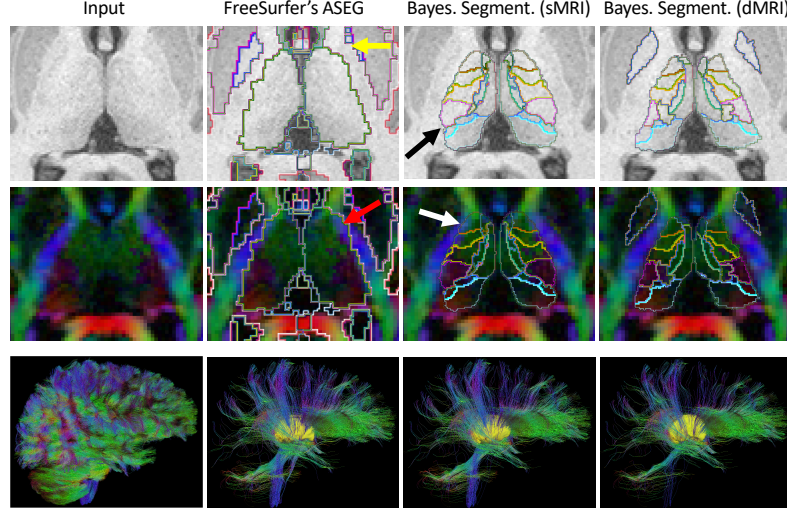 Input
FreeSurfer's ASEG
Bayes. Segment. (sMRI)
Bayes. Segment. (dMRI)